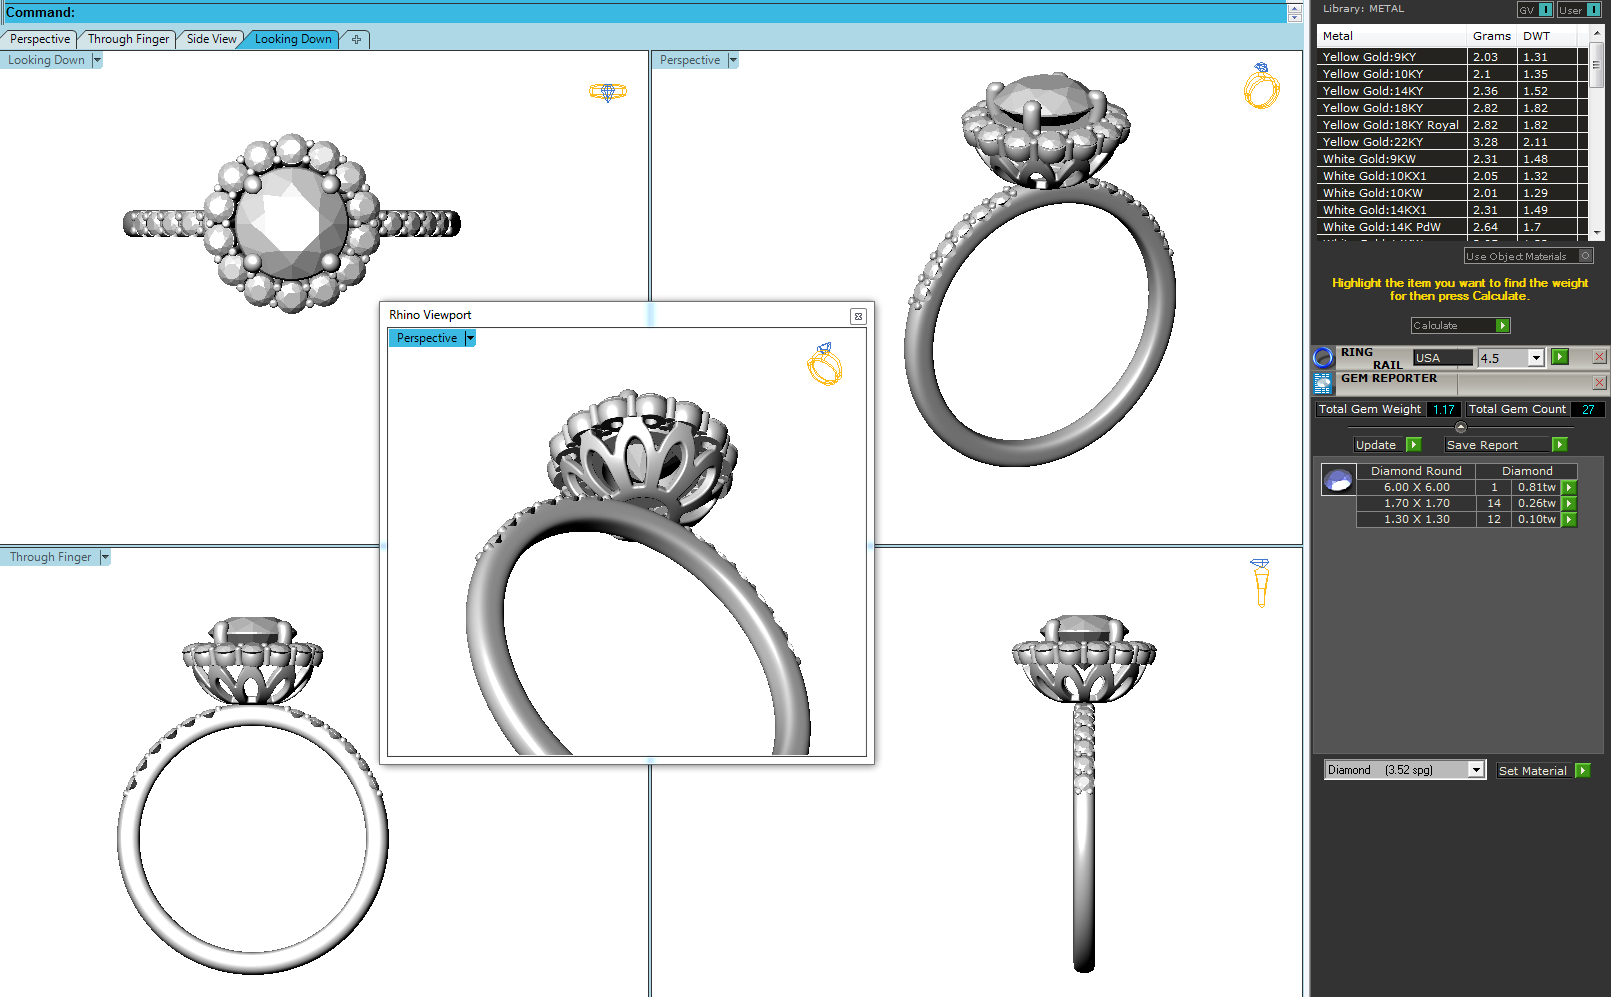 Command:
Perspective
Through Finger
Side View
Looking Down
Looking Down
Perspective
Rhino Viewport
Perspective
Through Finger
Library: METAL
GV
User
Metal Grams DWT
Yellow Gold:9KY 2.03 1.31
Yellow Gold:10KY 2.1 1.35
Yellow Gold:14KY 2.36 1.52
Yellow Gold:18KY 2.82 1.82
Yellow Gold:18KY Royal 2.82 1.82
Yellow Gold:22KY 3.28 2.11
White Gold:9KW 2.31 1.48
White Gold:10KX1 2.05 1.32
White Gold:10KW 2.01 1.29
White Gold:14KX1 2.31 1.49
White Gold:14K PdW 2.64 1.7
Use Object Materials
Highlight the item you want to find the weight
for then press Calculate.
Calculate
RING
RAIL USA 4.5
GEM REPORTER
Total Gem Weight 1.17 Total Gem Count 27
Update Save Report
Diamond Round Diamond
6.00 X 6.00 1 0.81tw
1.70 X 1.70 14 0.26tw
1.30 X 1.30 12 0.10tw
Diamond (3.52 spg) Set Material